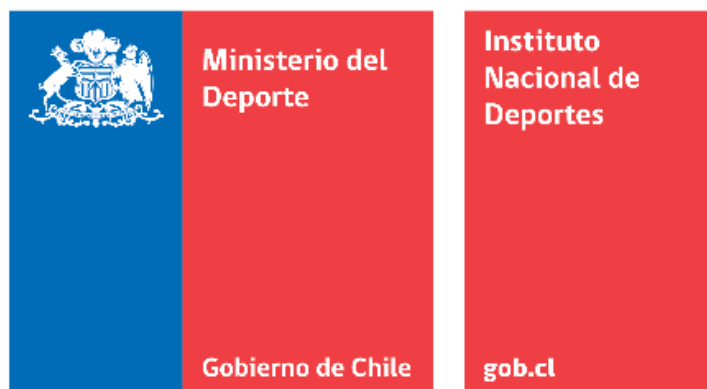 Ministerio del
Deporte
Gobierno de Chile
Instituto
Nacional de
Deportes
gob.cl